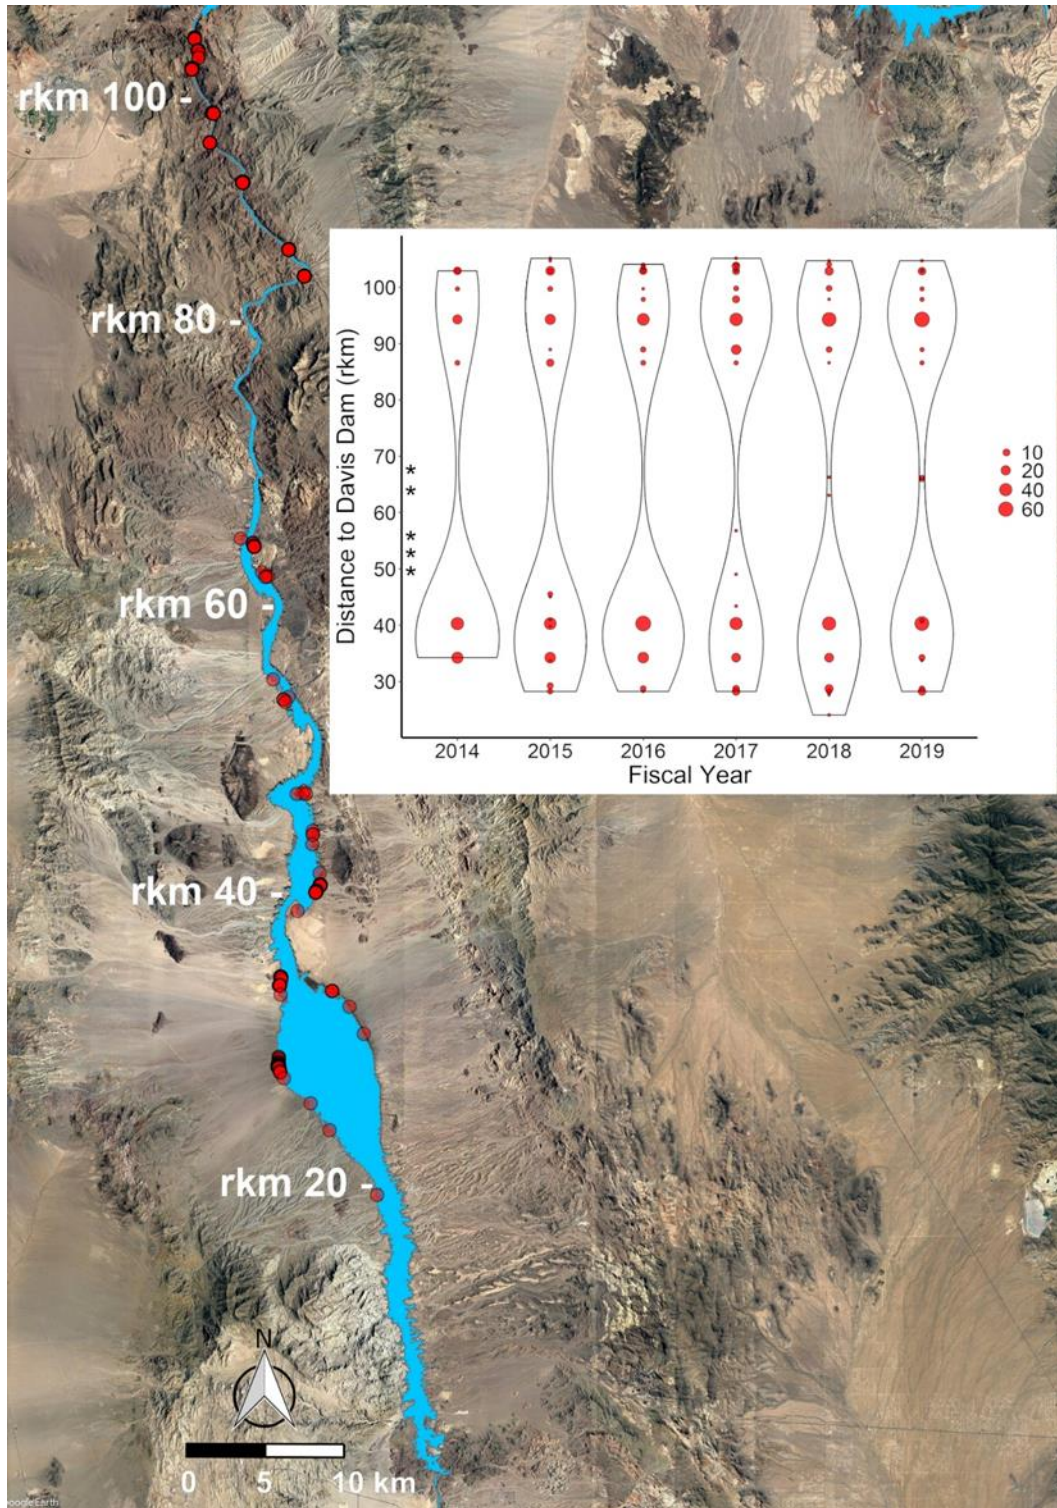 rkm 100 -
rkm 80 -
rkm 60 -
rkm 40 -
rkm 20 -
Distance to Davis Dam (rkm)
100
90
80
70
60
50
40
30
*
*
*
*
*
2014 2015 2016 2017 2018 2019
Fiscal Year
10
20
40
60
N
0 5 10 km
oogleEarth